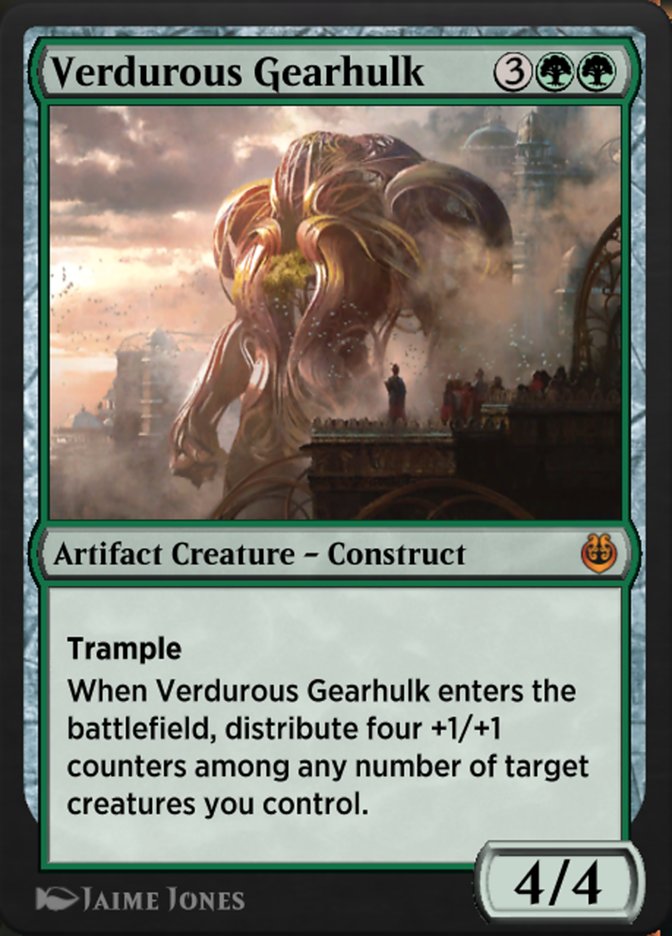 Verdurous Gearhulk 3
Artifact Creature – Construct
Trample
When Verdurous Gearhulk enters the
battlefield, distribute four +1/+1
counters among any number of target
creatures you control.
4/4
Jaime Jones